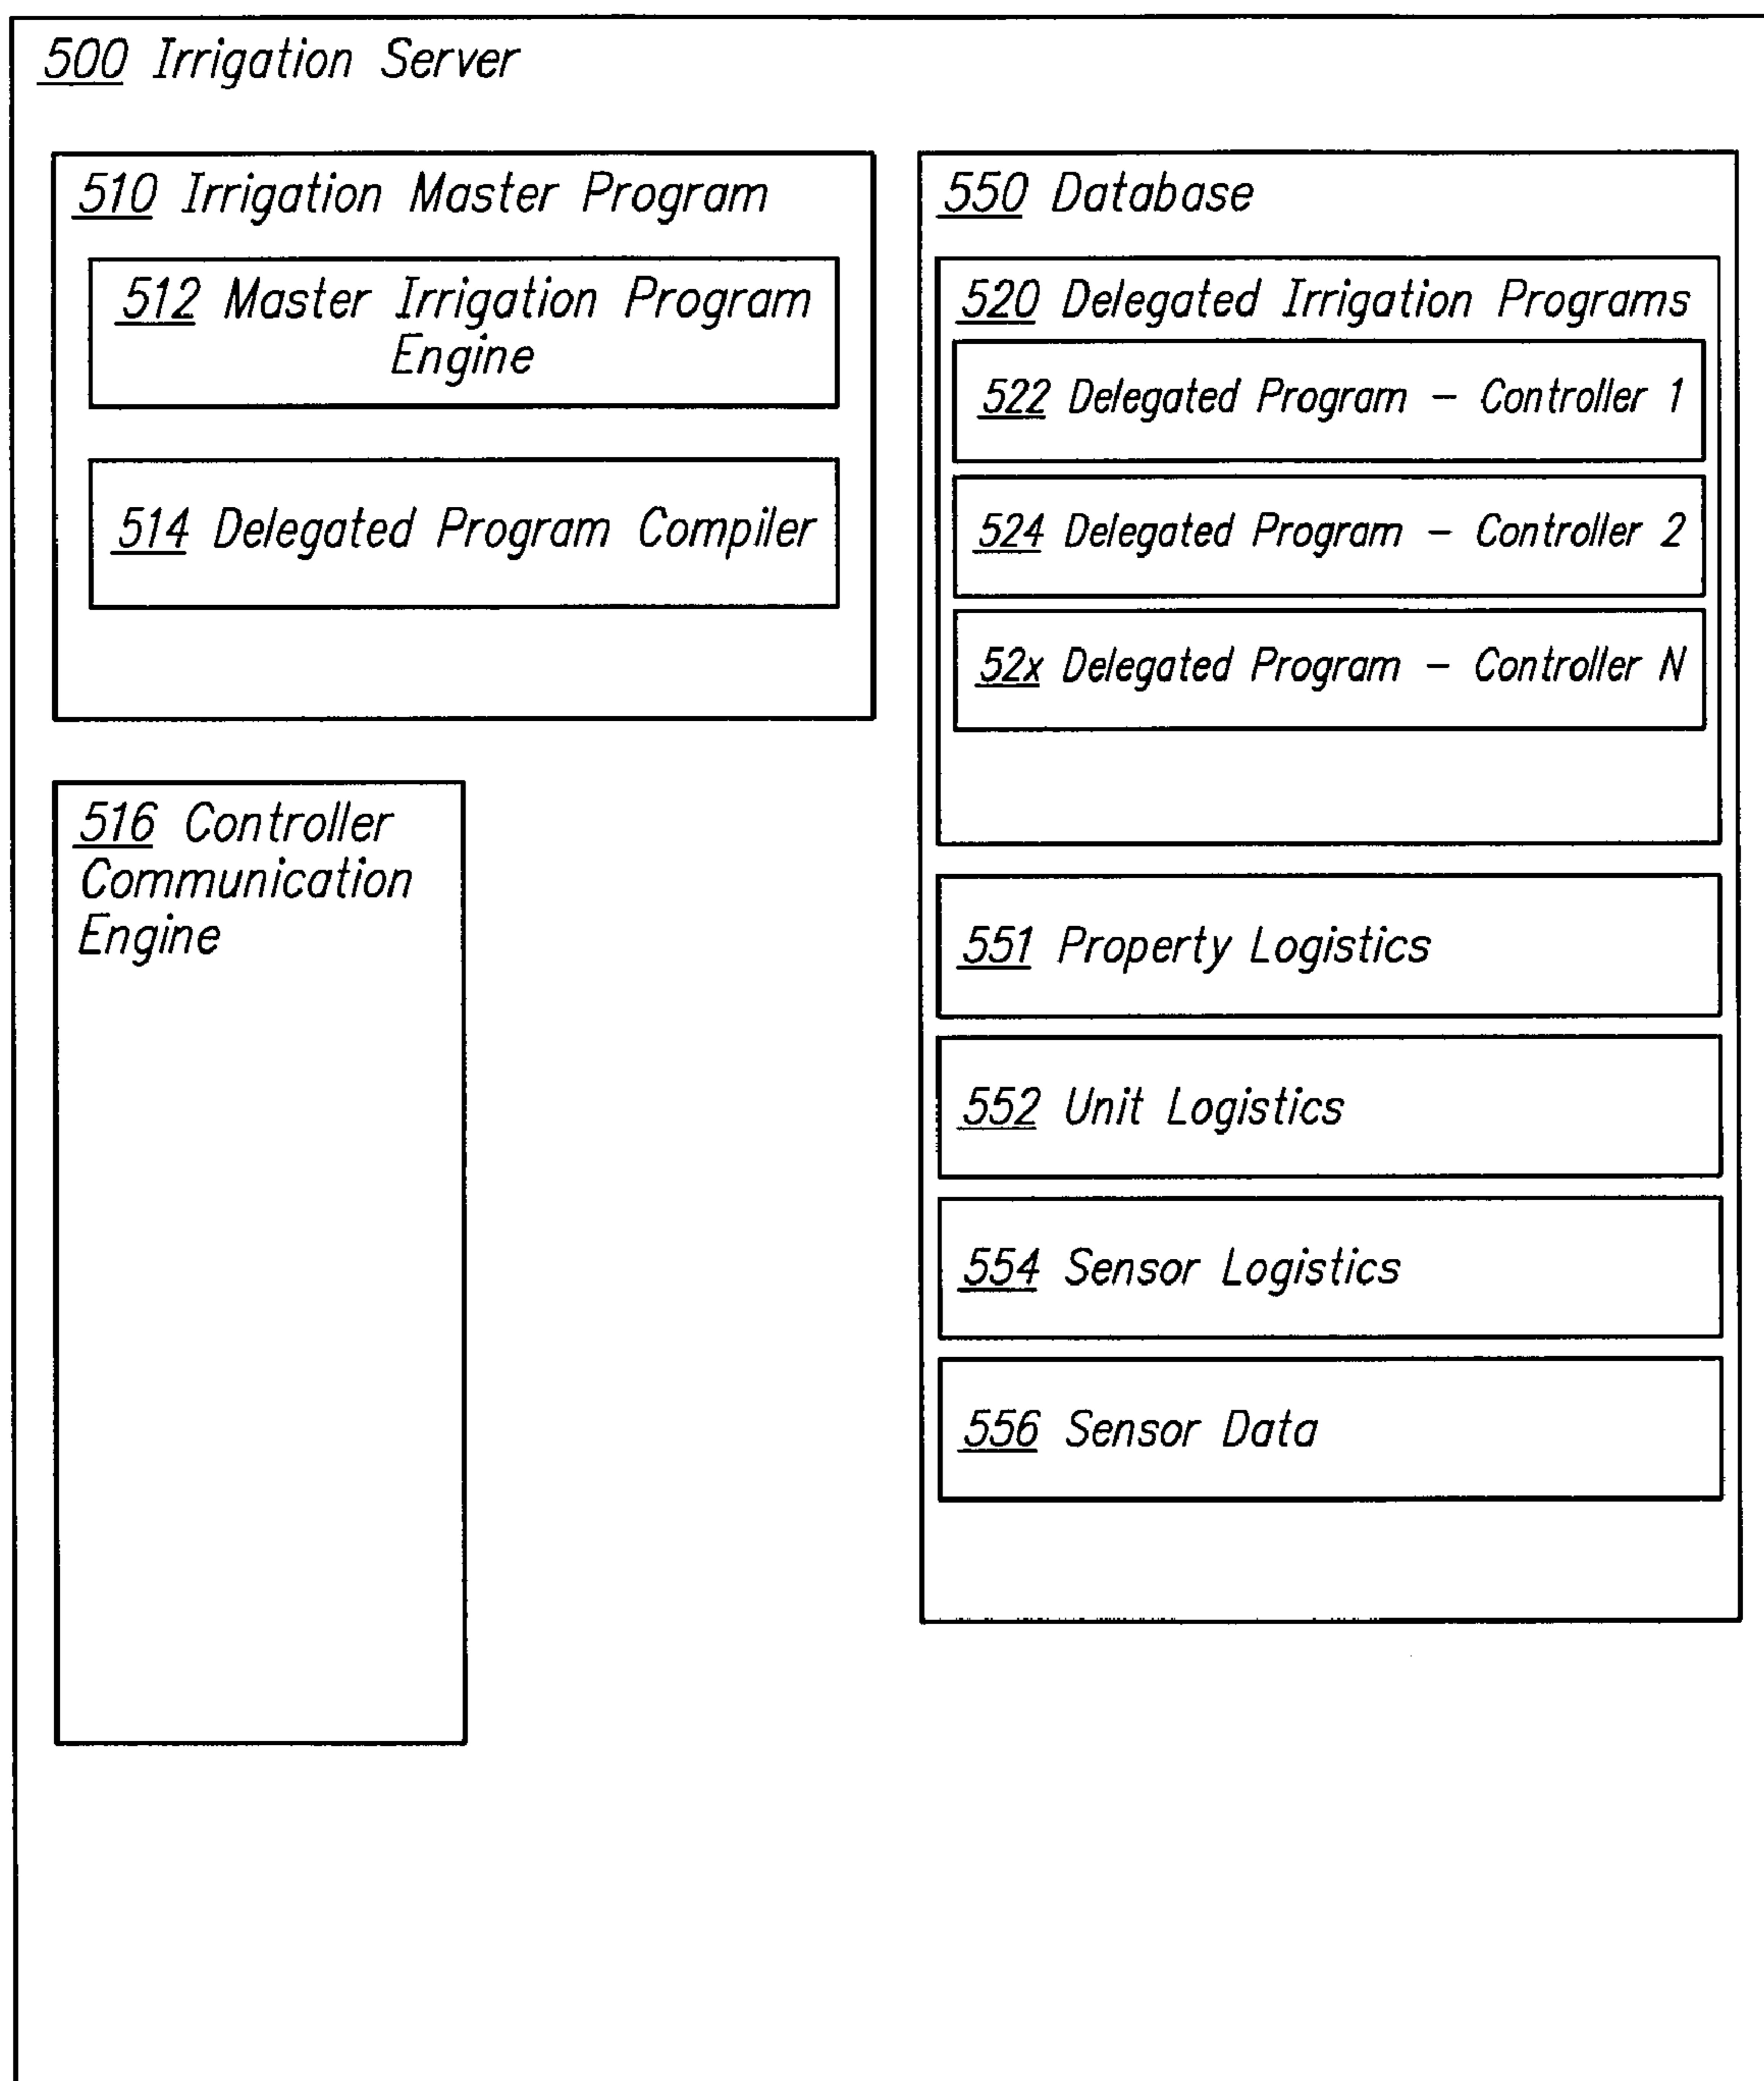 500 Irrigation Server
510 Irrigation Master Program
512 Master Irrigation Program
Engine
514 Delegated Program Compiler
516 Controller
Communication
Engine
550 Database
520 Delegated Irrigation Programs
522 Delegated Program – Controller 1
524 Delegated Program – Controller 2
52x Delegated Program – Controller N
551 Property Logistics
552 Unit Logistics
554 Sensor Logistics
556 Sensor Data